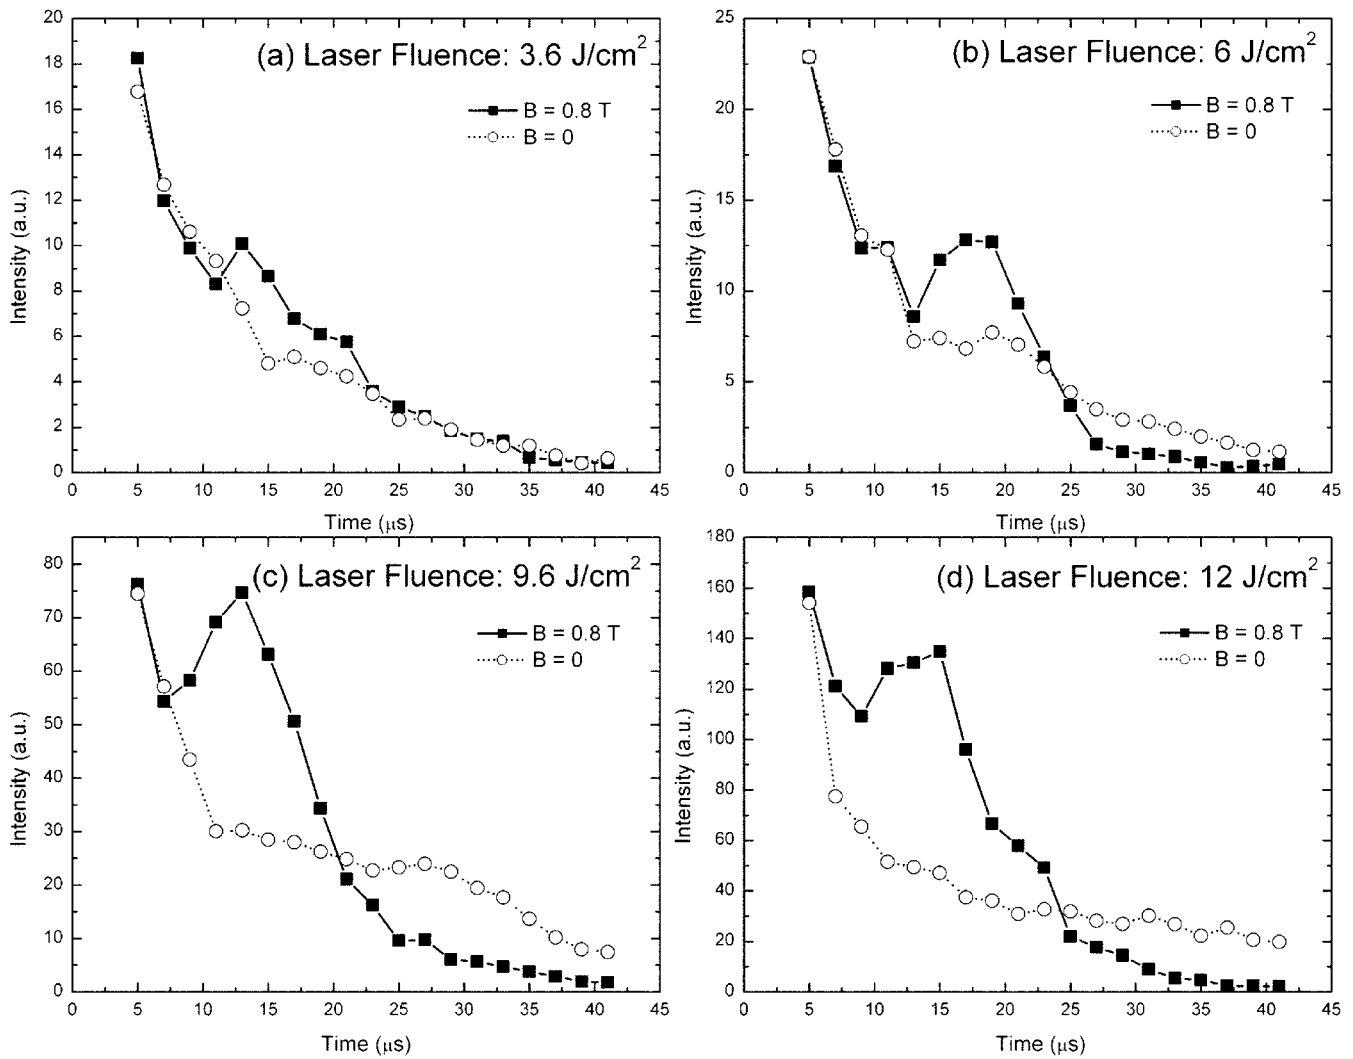 (a) Laser Fluence: 3.6 J/cm²
B = 0.8 T
B = 0
Intensity (a.u.)
20
18
16
14
12
10
8
6
4
2
0
0 5 10 15 20 25 30 35 40 45
Time (μs)
(b) Laser Fluence: 6 J/cm²
B = 0.8 T
B = 0
Intensity (a.u.)
25
20
15
10
5
0
0 5 10 15 20 25 30 35 40 45
Time (μs)
(c) Laser Fluence: 9.6 J/cm²
B = 0.8 T
B = 0
Intensity (a.u.)
80
70
60
50
40
30
20
10
0
0 5 10 15 20 25 30 35 40 45
Time (μs)
(d) Laser Fluence: 12 J/cm²
B = 0.8 T
B = 0
Intensity (a.u.)
180
160
140
120
100
80
60
40
20
0
0 5 10 15 20 25 30 35 40 45
Time (μs)